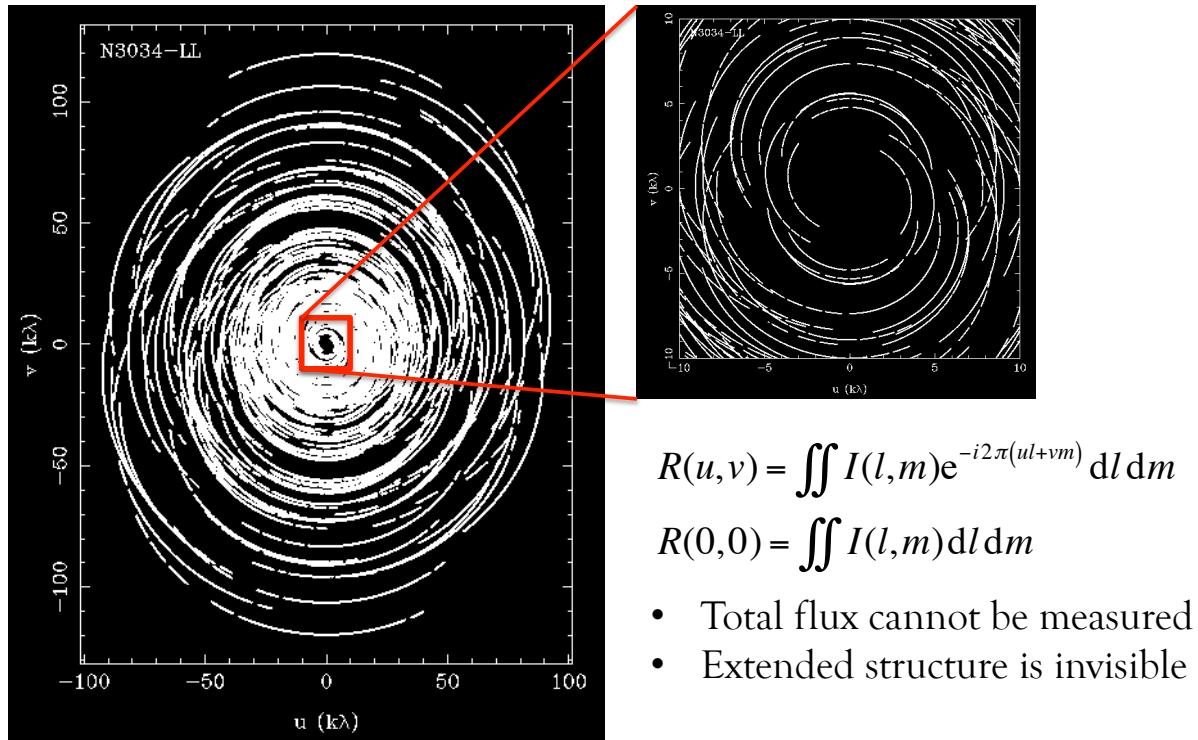 N3034-LL
v (kλ)
100
50
0
−50
−100
−100 −50 0 50 100
u (kλ)
N3034-LL
v (kλ)
10
5
0
−5
−10
−10 −5 0 5 10
u (kλ)
R(u,v) = ∬ I(l,m)e^{−i2π(ul+vm)} dl dm
R(0,0) = ∬ I(l,m)dl dm
• Total flux cannot be measured
• Extended structure is invisible